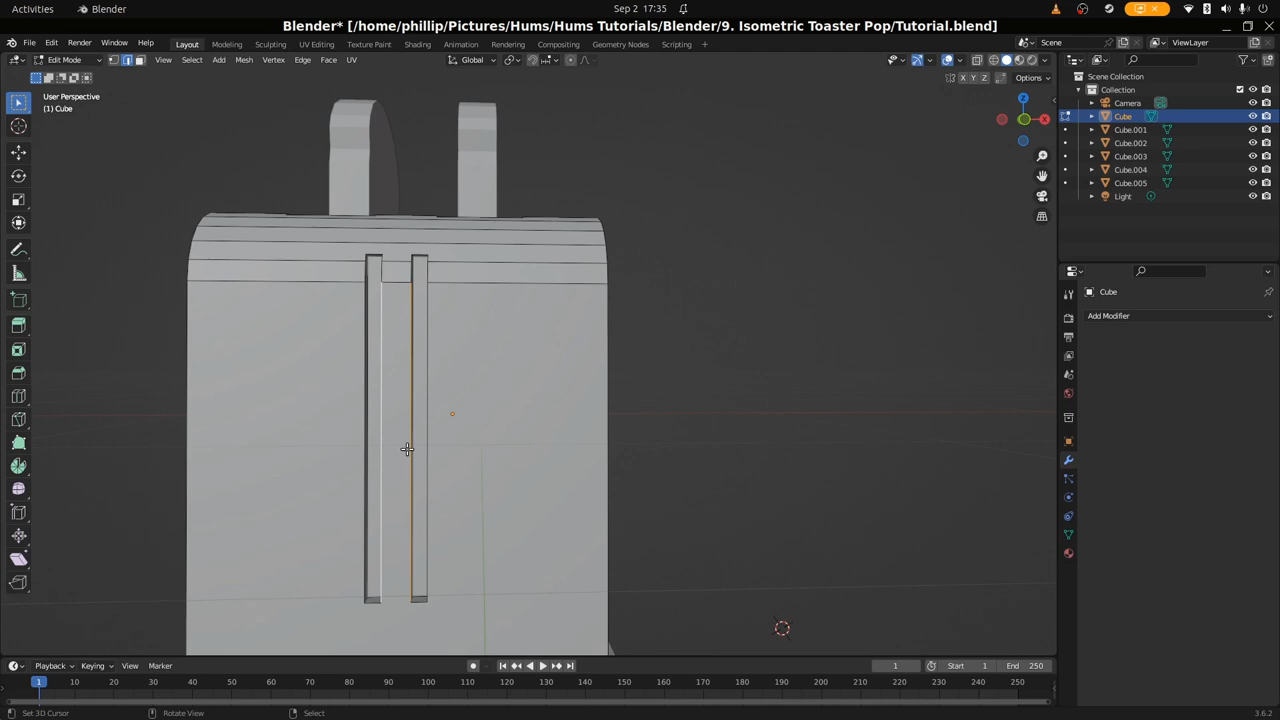 Activities
Blender
Sep 2 17:35
Blender* [/home/phillip/Pictures/Hums/Hums Tutorials/Blender/9. Isometric Toaster Pop/Tutorial.blend]
File Edit Render Window Help
Layout Modeling Sculpting UV Editing Texture Paint Shading Animation Rendering Compositing Geometry Nodes Scripting +
Scene
ViewLayer
Edit Mode
View Select Add Mesh Vertex Edge Face UV
Global
X Y Z
Options
User Perspective
(1) Cube
Z
X
Scene Collection
Collection
Camera
Cube
Cube.001
Cube.002
Cube.003
Cube.004
Cube.005
Light
Cube
Add Modifier
Playback Keying View Marker
1
Start 1
End 250
1 10 20 30 40 50 60 70 80 90 100 110 120 130 140 150 160 170 180 190 200 210 220 230 240 250
Set 3D Cursor
Rotate View
Select
3.6.2